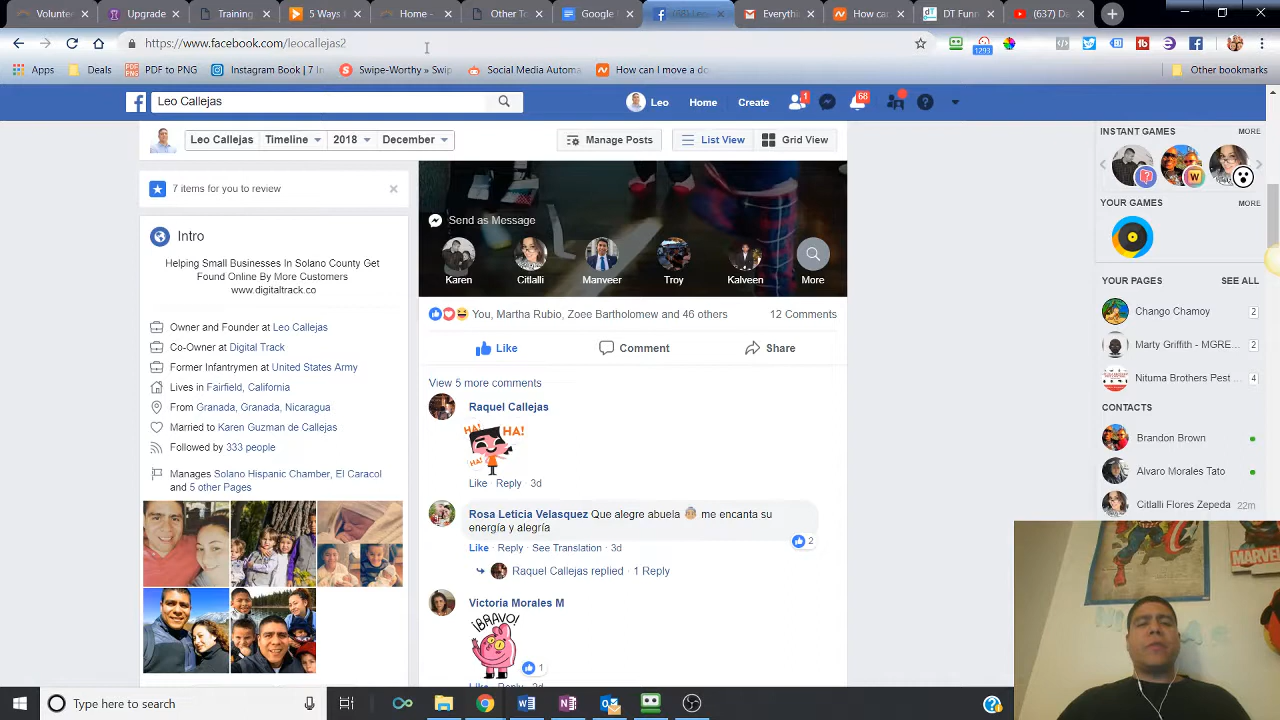 Volunte
Upgrade
Training
5 Ways t
Home -
Other To
Google
(65) Leo
Everythin
How can
DT Funn
(637) Da
https://www.facebook.com/leocallejas2
1293
Apps
Deals
PDF to PNG
Instagram Book | 7 In
Swipe-Worthy » Swip
Social Media Automa
How can I move a do
Other bookmarks
Leo Callejas
Leo
Home
Create
1
68
Leo Callejas
Timeline
2018
December
Manage Posts
List View
Grid View
7 items for you to review
Intro
Helping Small Businesses In Solano County Get
Found Online By More Customers
www.digitaltrack.co
Owner and Founder at Leo Callejas
Co-Owner at Digital Track
Former Infantrymen at United States Army
Lives in Fairfield, California
From Granada, Granada, Nicaragua
Married to Karen Guzman de Callejas
Followed by 333 people
Manages Solano Hispanic Chamber, El Caracol
and 5 other Pages
Send as Message
Karen
Citlalli
Manveer
Troy
Kalveen
More
You, Martha Rubio, Zoee Bartholomew and 46 others
12 Comments
Like
Comment
Share
View 5 more comments
Raquel Callejas
HA! HA!
HA!
Like · Reply · 3d
Rosa Leticia Velasquez Que alegre abuela me encanta su
energía y alegría
2
Like · Reply · See Translation · 3d
Raquel Callejas replied · 1 Reply
Victoria Morales M
¡BRAVO!
1
INSTANT GAMES
MORE
YOUR GAMES
MORE
YOUR PAGES
SEE ALL
Chango Chamoy
2
Marty Griffith - MGRE...
2
Nituma Brothers Pest ...
4
CONTACTS
Brandon Brown
Alvaro Morales Tato
Citlalli Flores Zepeda
22m
MARVEL
Type here to search